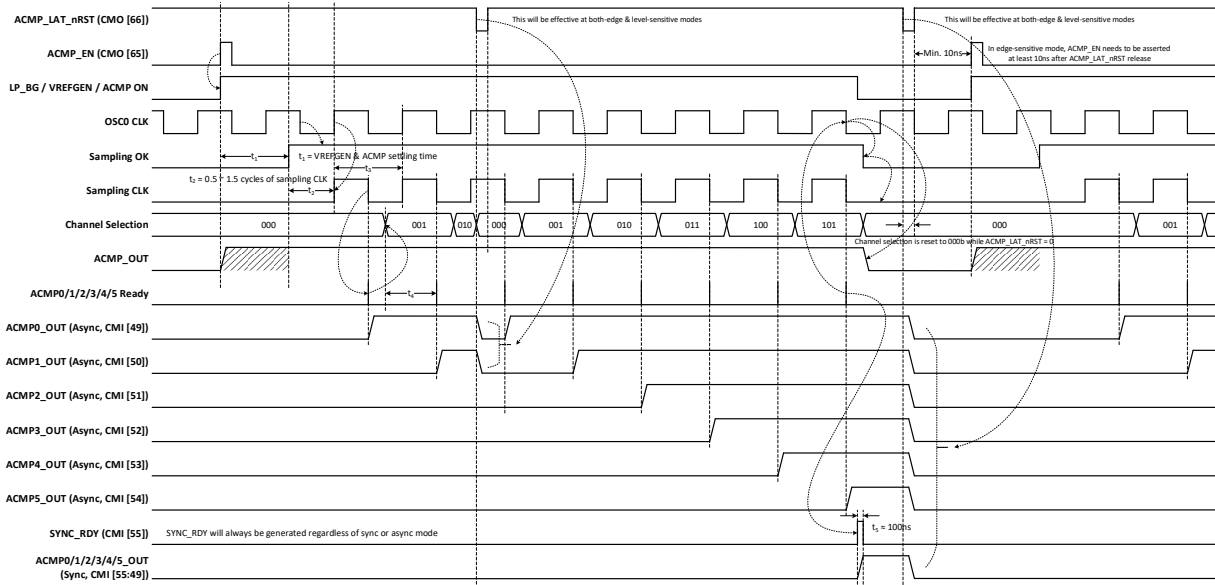 ACMP_LAT_nRST (CMO [66])
This will be effective at both-edge & level-sensitive modes
This will be effective at both-edge & level-sensitive modes
ACMP_EN (CMO [65])
Min. 10ns
In edge-sensitive mode, ACMP_EN needs to be asserted
at least 10ns after ACMP_LAT_nRST release
LP_BG / VREFGEN / ACMP ON
OSC0 CLK
Sampling OK
t1
t1 = VREFGEN & ACMP settling time
t3
t2 = 0.5 ~ 1.5 cycles of sampling CLK
t2
Sampling CLK
Channel Selection
000
001
010
000
001
010
011
100
101
000
001
Channel selection is reset to 000b while ACMP_LAT_nRST = 0
ACMP_OUT
ACMP0/1/2/3/4/5 Ready
t4
ACMP0_OUT (Async, CMI [49])
ACMP1_OUT (Async, CMI [50])
ACMP2_OUT (Async, CMI [51])
ACMP3_OUT (Async, CMI [52])
ACMP4_OUT (Async, CMI [53])
ACMP5_OUT (Async, CMI [54])
t5 ≈ 100ns
SYNC_RDY (CMI [55])
SYNC_RDY will always be generated regardless of sync or async mode
ACMP0/1/2/3/4/5_OUT
(Sync, CMI [55:49])